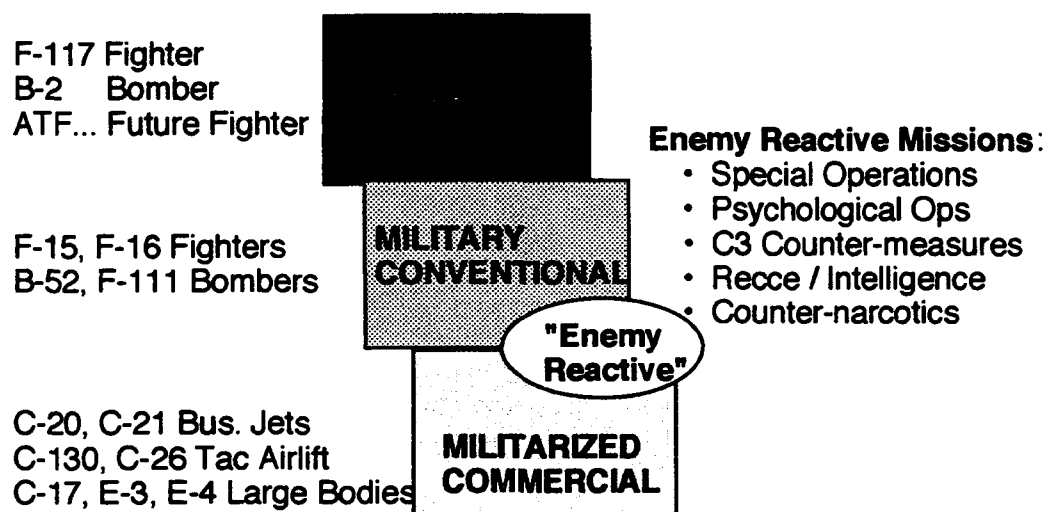 F-117 Fighter
B-2 Bomber
ATF... Future Fighter
Enemy Reactive Missions:
• Special Operations
• Psychological Ops
• C3 Counter-measures
• Recce / Intelligence
• Counter-narcotics
F-15, F-16 Fighters
B-52, F-111 Bombers
MILITARY
CONVENTIONAL
"Enemy
Reactive"
C-20, C-21 Bus. Jets
C-130, C-26 Tac Airlift
C-17, E-3, E-4 Large Bodies
MILITARIZED
COMMERCIAL